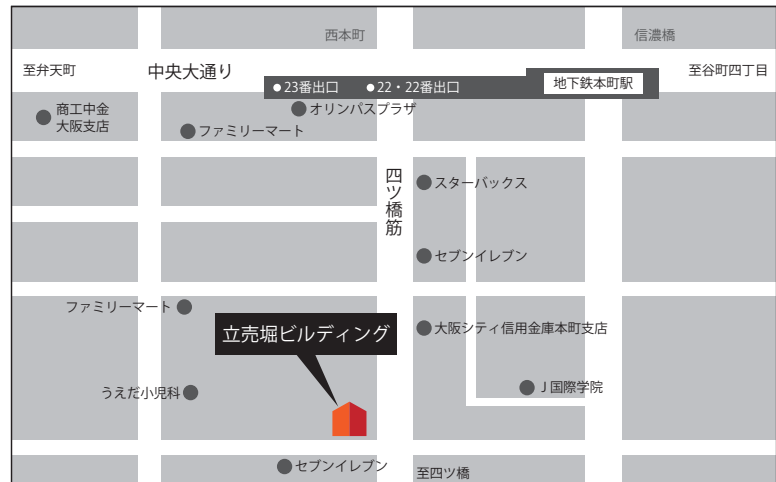 西本町
信濃橋
至弁天町
中央大通り
至谷町四丁目
23番出口
22・22番出口
地下鉄本町駅
商工中金
大阪支店
オリンパスプラザ
ファミリーマート
四ツ橋筋
スターバックス
セブンイレブン
ファミリーマート
立売堀ビルディング
大阪シティ信用金庫本町支店
うえだ小児科
J国際学院
セブンイレブン
至四ツ橋